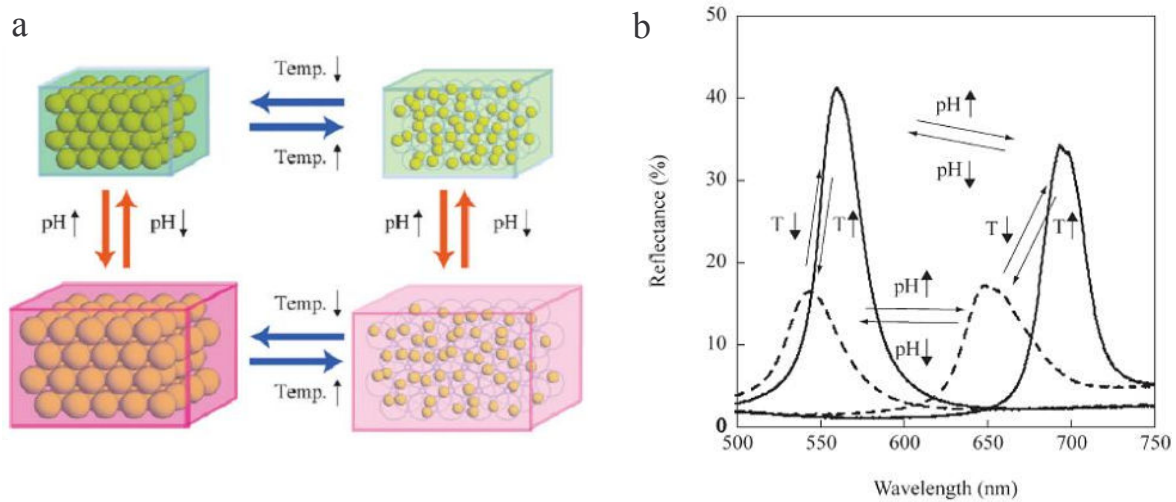 a
Temp. ↓
Temp. ↑
pH ↑
pH ↓
pH ↑
pH ↓
Temp. ↓
Temp. ↑
b
50
40
30
20
10
0
Reflectance (%)
pH ↑
pH ↓
T ↓
T ↑
T ↓
T ↑
pH ↑
pH ↓
500 550 600 650 700 750
Wavelength (nm)